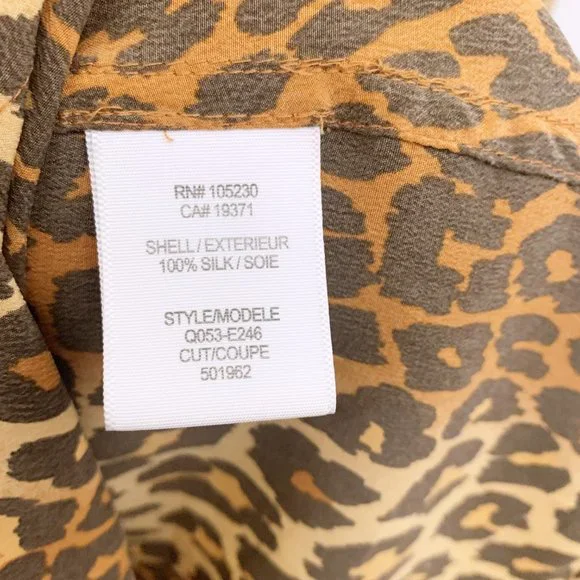 RN# 105230
CA# 19371
SHELL/EXTERIEUR
100% SILK/SOIE
STYLE/MODELE
Q053-E246
CUT/COUPE
501962